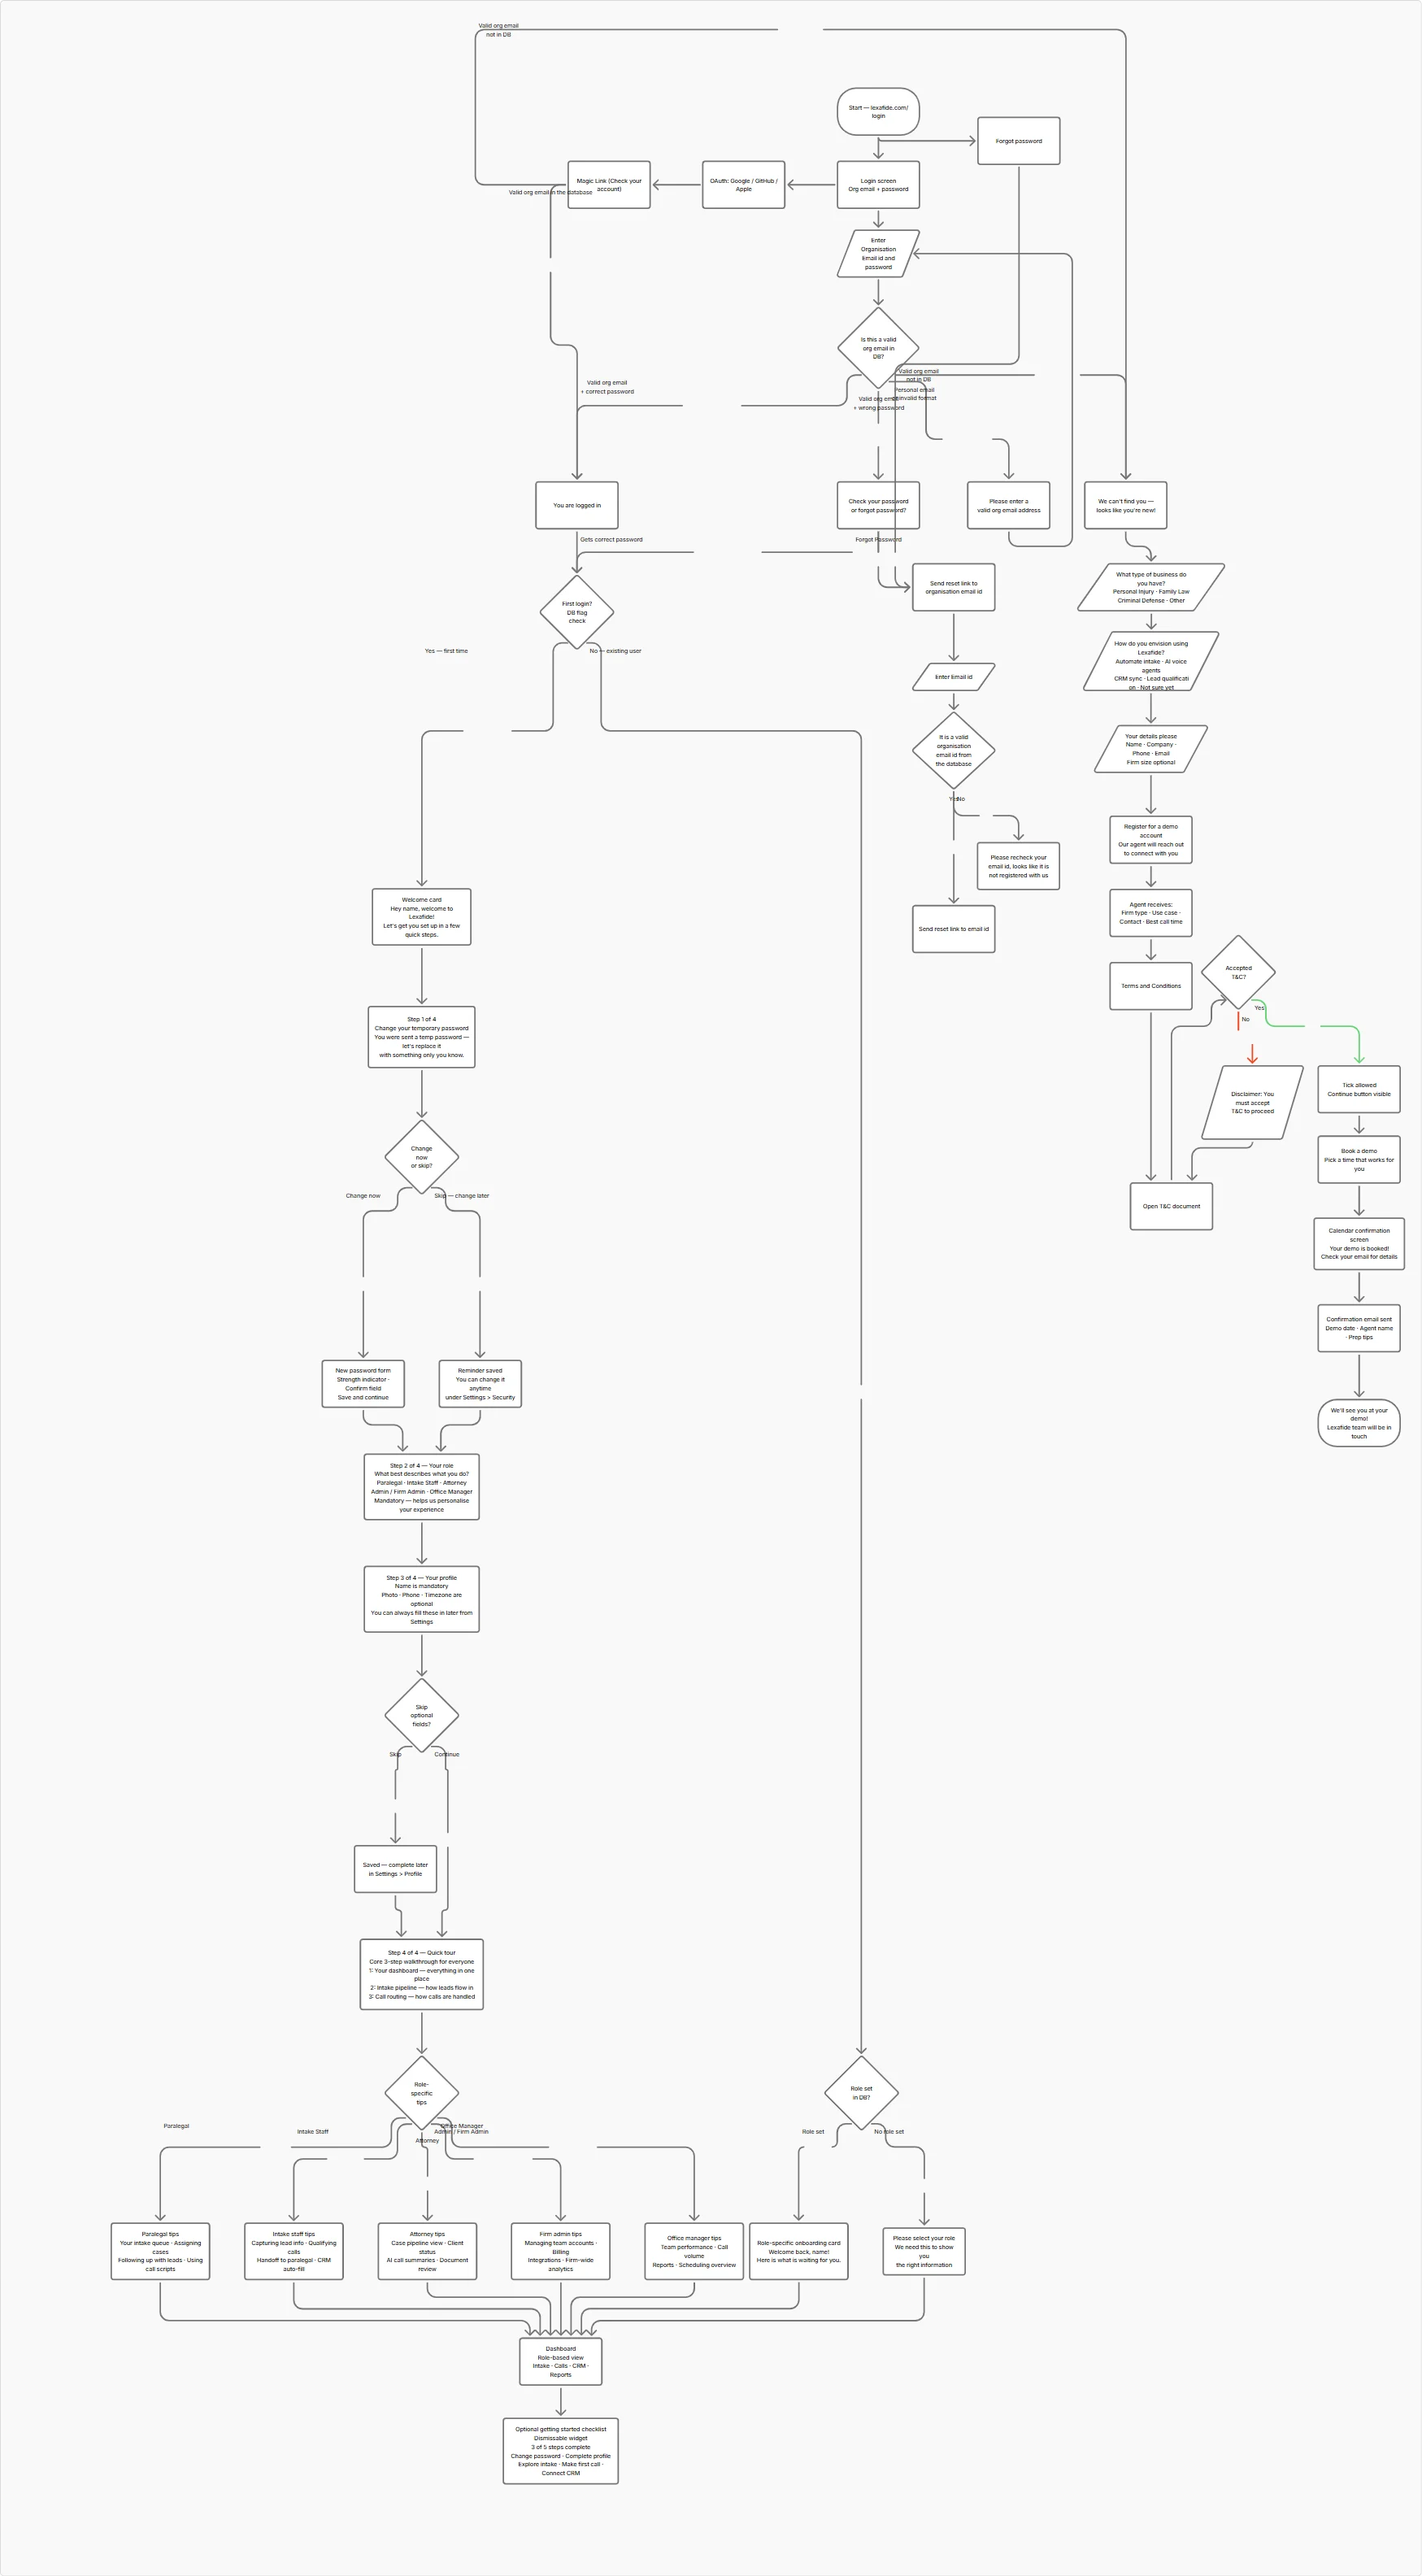 Valid org email
not in DB
Start — lexafide.com/
login
Forgot password
Magic Link (Check your
account)
OAuth: Google / GitHub /
Apple
Login screen
Org email + password
Valid org email in the database
Enter
Organisation
Email id and
password
Is this a valid
org email in
DB?
Valid org email
not in DB
Valid org email
+ correct password
Personal email
or invalid format
Valid org email
+ wrong password
You are logged in
Check your password
or forgot password?
Please enter a
valid org email address
We can't find you —
looks like you're new!
Gets correct password
Forgot Password
First login?
DB flag
check
Send reset link to
organisation email id
What type of business do
you have?
Personal Injury · Family Law
Criminal Defense · Other
Yes — first time
No — existing user
How do you envision using
Lexafide?
Automate intake · AI voice
agents
CRM sync · Lead qualificati
on · Not sure yet
Enter Email id
It is a valid
organisation
email id from
the database
Your details please
Name · Company ·
Phone · Email
Firm size optional
Yes
No
Please recheck your
email id, looks like it is
not registered with us
Register for a demo
account
Our agent will reach out
to connect with you
Welcome card
Hey name, welcome to
Lexafide!
Let's get you set up in a few
quick steps.
Send reset link to email id
Agent receives:
Firm type · Use case ·
Contact · Best call time
Terms and Conditions
Accepted
T&C?
Yes
No
Step 1 of 4
Change your temporary password
You were sent a temp password —
let's replace it
with something only you know.
Disclaimer: You
must accept
T&C to proceed
Tick allowed
Continue button visible
Change
now
or skip?
Book a demo
Pick a time that works for
you
Change now
Skip — change later
Open T&C document
Calendar confirmation
screen
Your demo is booked!
Check your email for details
Confirmation email sent
Demo date · Agent name
· Prep tips
New password form
Strength indicator ·
Confirm field
Save and continue
Reminder saved
You can change it
anytime
under Settings > Security
We'll see you at your
demo!
Lexafide team will be in
touch
Step 2 of 4 — Your role
What best describes what you do?
Paralegal · Intake Staff · Attorney
Admin / Firm Admin · Office Manager
Mandatory — helps us personalise
your experience
Step 3 of 4 — Your profile
Name is mandatory
Photo · Phone · Timezone are
optional
You can always fill these in later from
Settings
Skip
optional
fields?
Skip
Continue
Saved — complete later
in Settings > Profile
Step 4 of 4 — Quick tour
Core 3-step walkthrough for everyone
1: Your dashboard — everything in one
place
2: Intake pipeline — how leads flow in
3: Call routing — how calls are handled
Role-
specific
tips
Role set
in DB?
Paralegal
Intake Staff
Attorney
Office Manager
Admin / Firm Admin
Role set
No role set
Paralegal tips
Your intake queue · Assigning
cases
Following up with leads · Using
call scripts
Intake staff tips
Capturing lead info · Qualifying
calls
Handoff to paralegal · CRM
auto-fill
Attorney tips
Case pipeline view · Client
status
AI call summaries · Document
review
Firm admin tips
Managing team accounts ·
Billing
Integrations · Firm-wide
analytics
Office manager tips
Team performance · Call
volume
Reports · Scheduling overview
Role-specific onboarding card
Welcome back, name!
Here is what is waiting for you.
Please select your role
We need this to show
you
the right information
Dashboard
Role-based view
Intake · Calls · CRM ·
Reports
Optional getting started checklist
Dismissable widget
3 of 5 steps complete
Change password · Complete profile
Explore intake · Make first call ·
Connect CRM